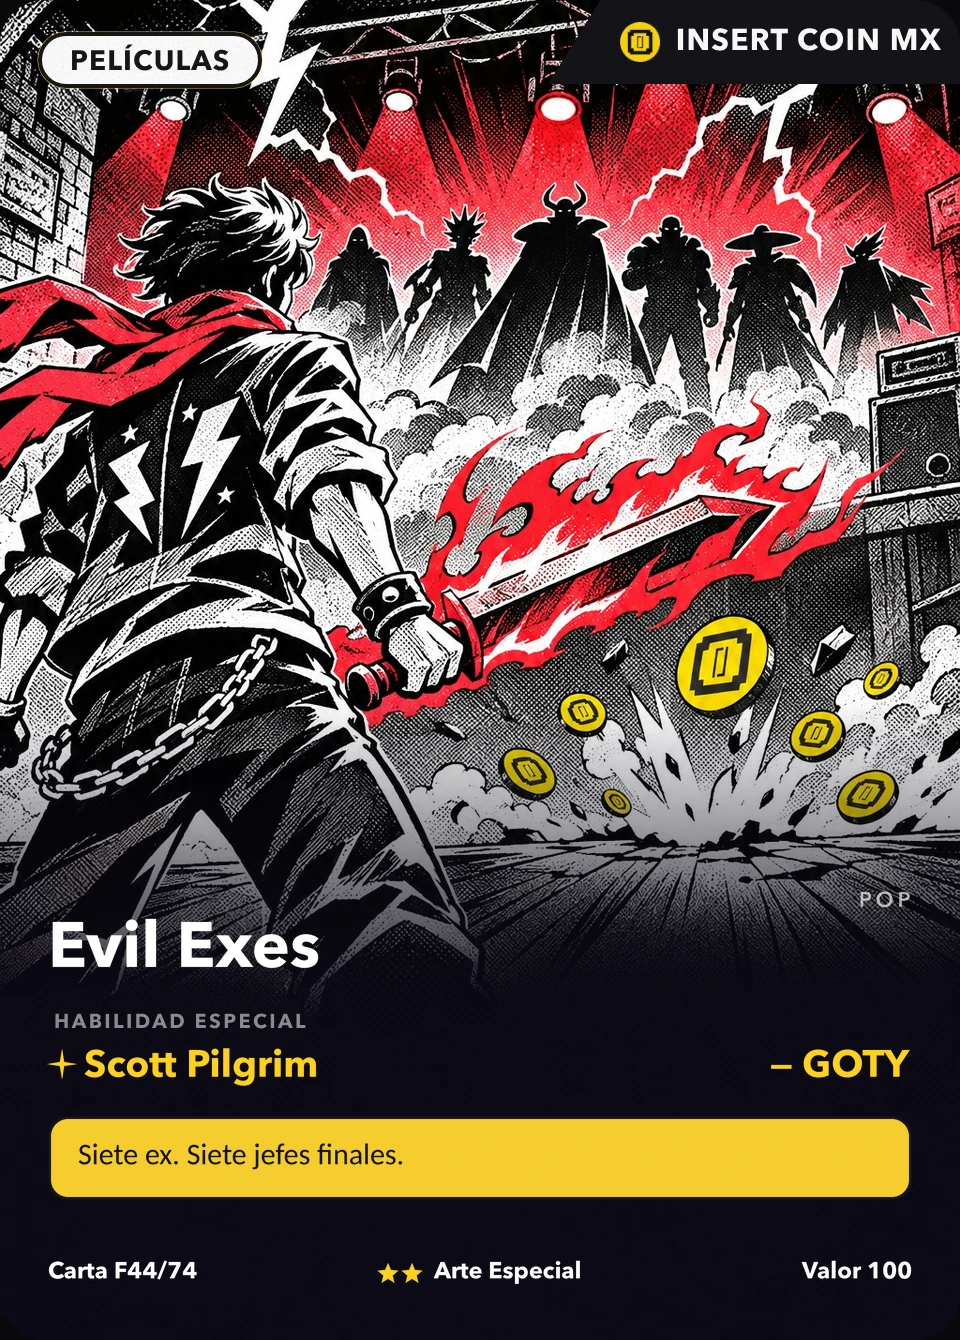 PELÍCULAS
INSERT COIN MX
POP
Evil Exes
HABILIDAD ESPECIAL
Scott Pilgrim
– GOTY
Siete ex. Siete jefes finales.
Carta F44/74
Arte Especial
Valor 100